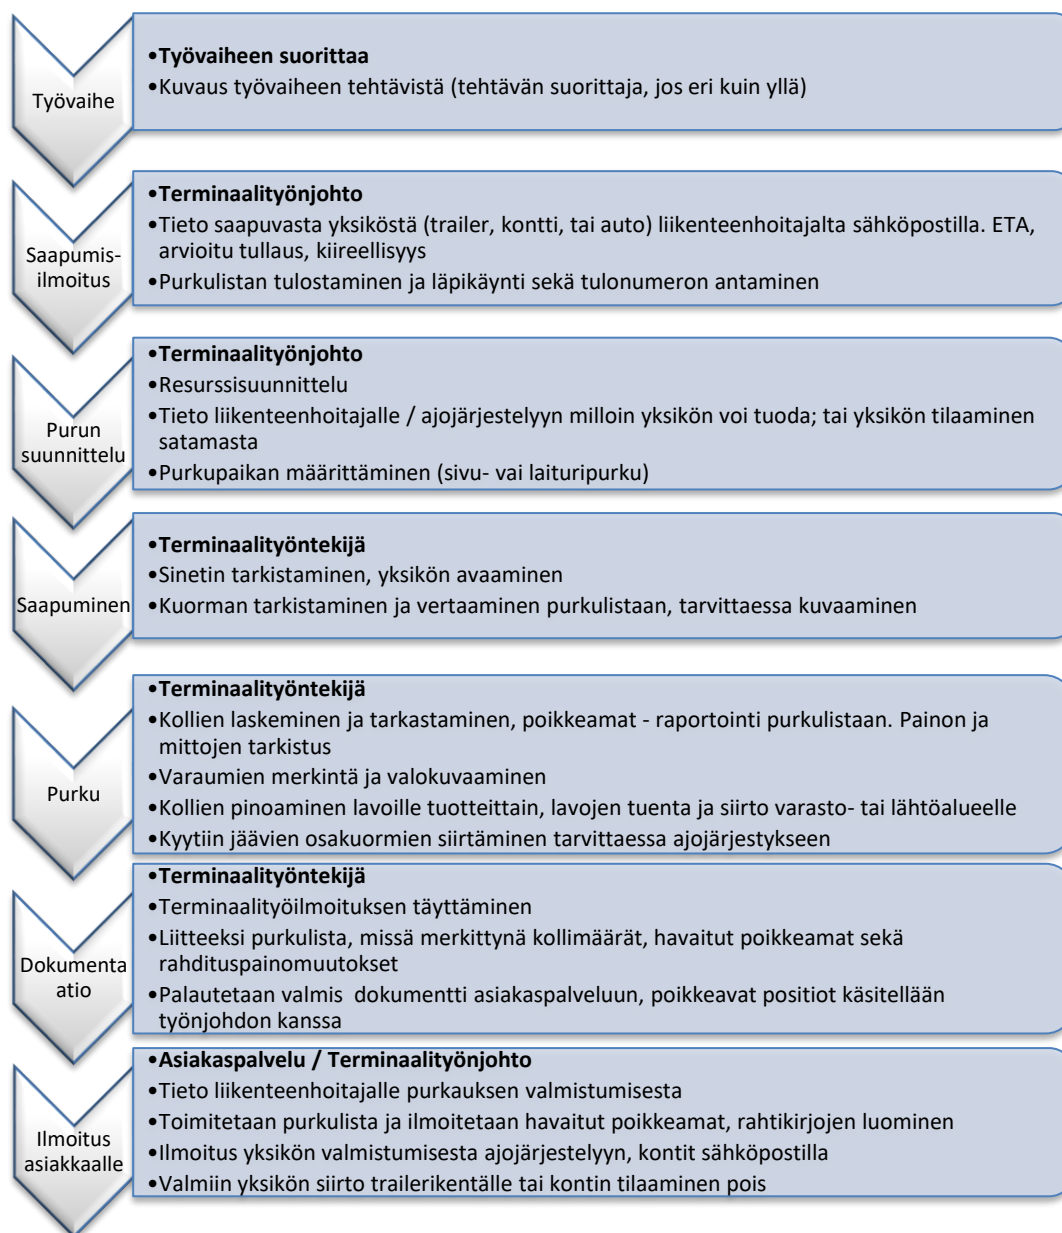 Työvaihe
•Työvaiheen suorittaa
•Kuvaus työvaiheen tehtävistä (tehtävän suorittaja, jos eri kuin yllä)
Saapumis-
ilmoitus
•Terminaalityönjohto
•Tieto saapuvasta yksiköstä (trailer, kontti, tai auto) liikenteenhoitajalta sähköpostilla. ETA,
arvioitu tullaus, kiireellisyys
•Purkulistan tulostaminen ja läpikäynti sekä tulonumeron antaminen
Purun
suunnittelu
•Terminaalityönjohto
•Resurssisuunnittelu
•Tieto liikenteenhoitajalle / ajojärjestelyyn milloin yksikön voi tuoda; tai yksikön tilaaminen
satamasta
•Purkupaikan määrittäminen (sivu- vai laituripurku)
Saapuminen
•Terminaalityöntekijä
•Sinetin tarkistaminen, yksikön avaaminen
•Kuorman tarkistaminen ja vertaaminen purkulistaan, tarvittaessa kuvaaminen
Purku
•Terminaalityöntekijä
•Kollien laskeminen ja tarkastaminen, poikkeamat - raportointi purkulistaan. Painon ja
mittojen tarkistus
•Varaumien merkintä ja valokuvaaminen
•Kollien pinoaminen lavoille tuotteittain, lavojen tuenta ja siirto varasto- tai lähtöalueelle
•Kyytiin jäävien osakuormien siirtäminen tarvittaessa ajojärjestykseen
Dokumenta
atio
•Terminaalityöntekijä
•Terminaalityöilmoituksen täyttäminen
•Liitteeksi purkulista, missä merkittynä kollimäärät, havaitut poikkeamat sekä
rahdituspainomuutokset
•Palautetaan valmis  dokumentti asiakaspalveluun, poikkeavat positiot käsitellään
työnjohdon kanssa
Ilmoitus
asiakkaalle
•Asiakaspalvelu / Terminaalityönjohto
•Tieto liikenteenhoitajalle purkauksen valmistumisesta
•Toimitetaan purkulista ja ilmoitetaan havaitut poikkeamat, rahtikirjojen luominen
•Ilmoitus yksikön valmistumisesta ajojärjestelyyn, kontit sähköpostilla
•Valmiin yksikön siirto trailerikentälle tai kontin tilaaminen pois